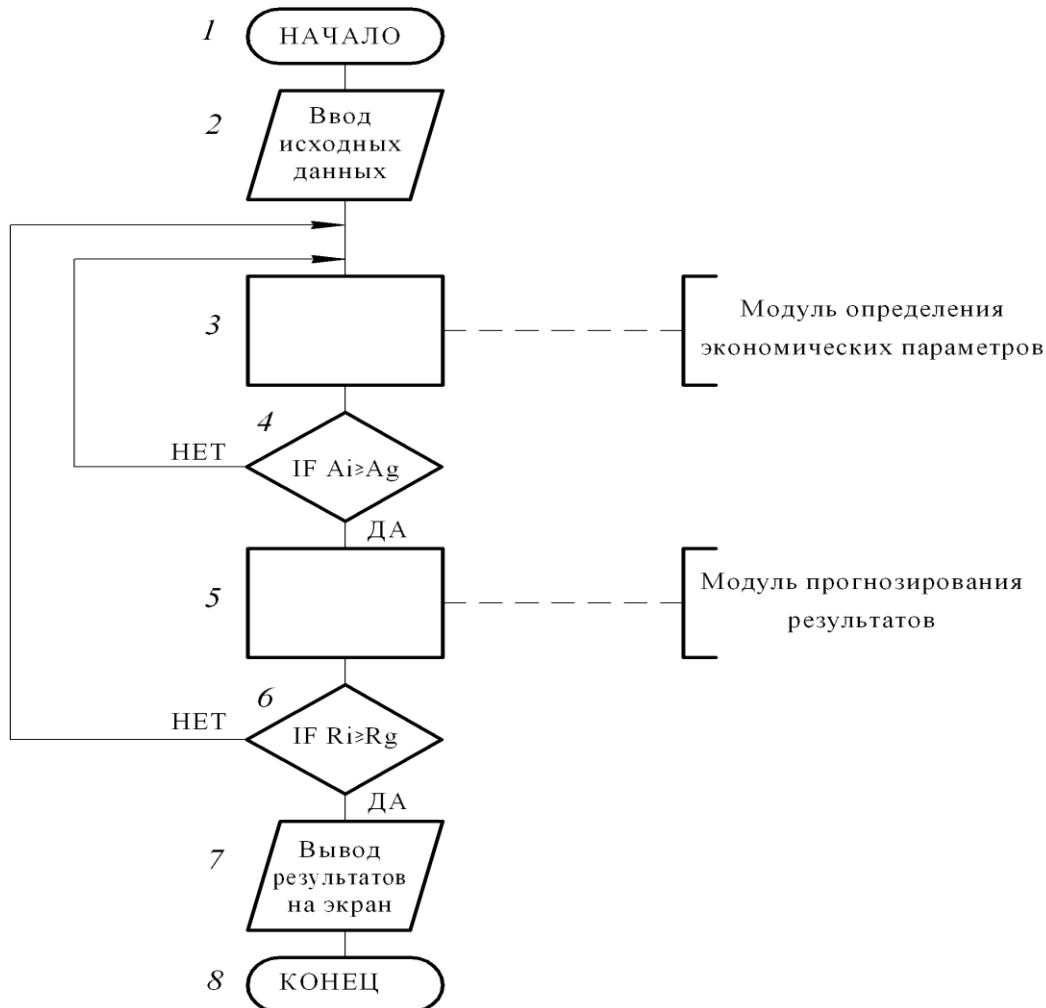 1
НАЧАЛО
2
Ввод
исходных
данных
3
Модуль определения
экономических параметров
4
НЕТ
IF Ai≥Ag
ДА
5
Модуль прогнозирования
результатов
6
НЕТ
IF Ri≥Rg
ДА
7
Вывод
результатов
на экран
8
КОНЕЦ